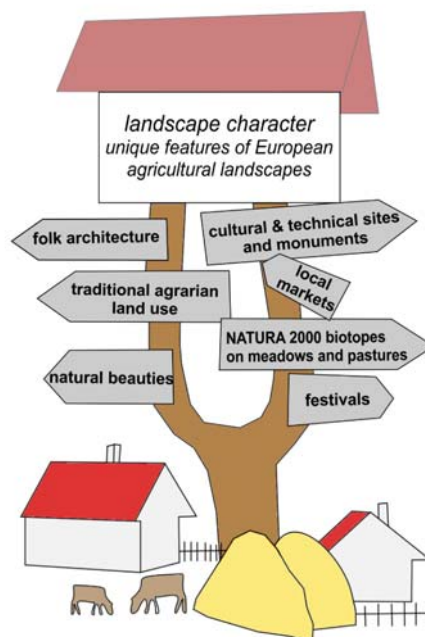 landscape character
unique features of European
agricultural landscapes
folk architecture
cultural & technical sites
and monuments
local
markets
traditional agrarian
land use
NATURA 2000 biotopes
on meadows and pastures
natural beauties
festivals